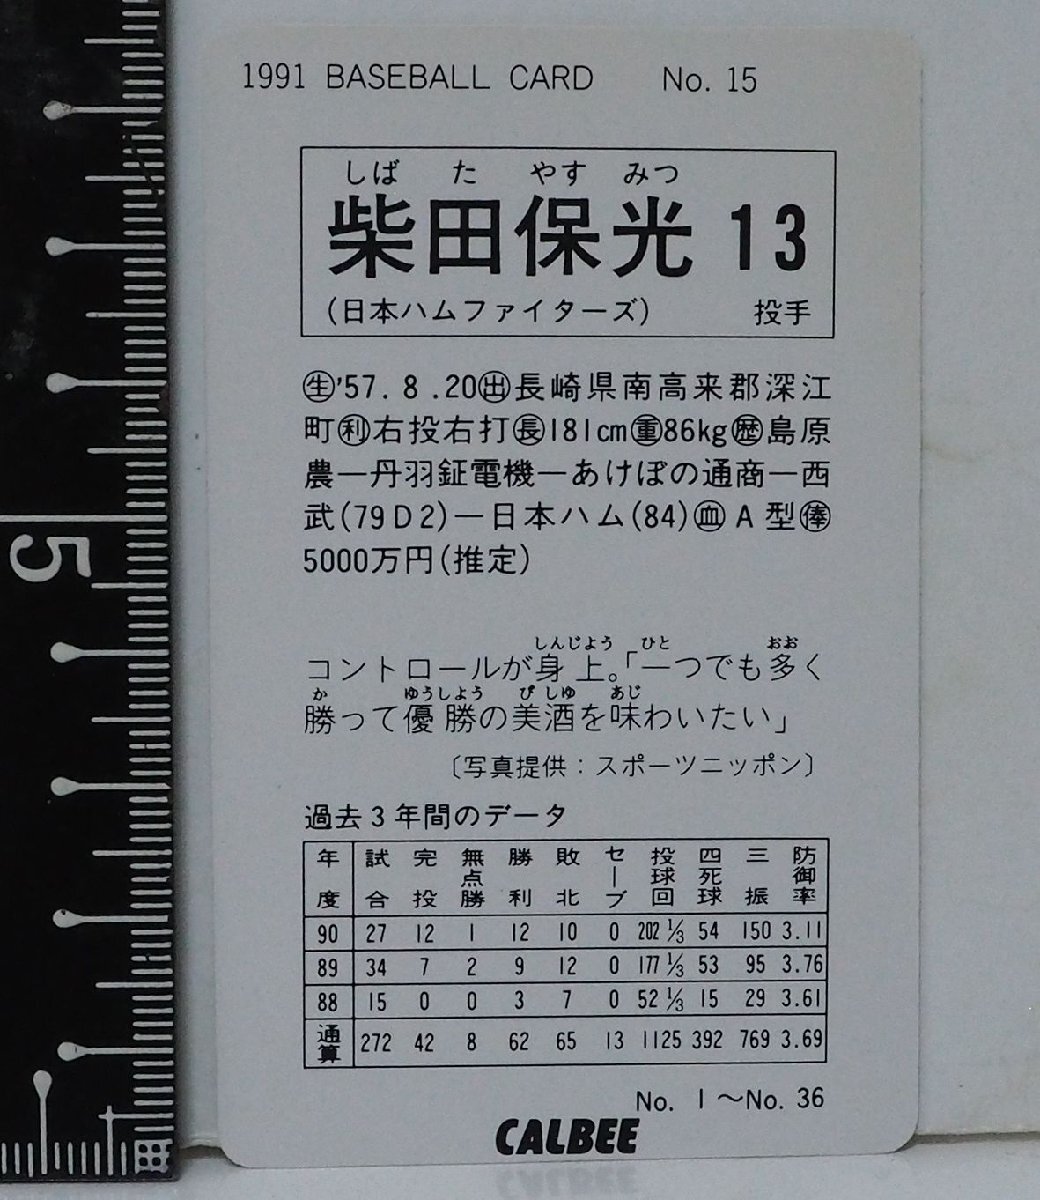 1991 BASEBALL CARD No. 15
しば た やす みつ
柴田保光 13
(日本ハムファイターズ) 投手
㊗'57. 8 .20㊗長崎県南高来郡深江
町㊗右投右打㊗181cm㊗86kg㊗島原
農—丹羽鉦電機—あけぼの通商—西
武(79D2)—日本ハム(84)㊗A型㊗
5000万円(推定)
しんじょう ひと おお
コントロールが身上。「一つでも多く
か ゆうしょう びしゅ あじ
勝って優勝の美酒を味わいたい」
〔写真提供：スポーツニッポン〕
過去3年間のデータ
年度 試合 完投 無点勝 勝利 敗北 セーブ 投球回 四死球 三振 防御率
90 27 12 1 12 10 0 202 1/3 54 150 3.11
89 34 7 2 9 12 0 177 1/3 53 95 3.76
88 15 0 0 3 7 0 52 1/3 15 29 3.61
通算 272 42 8 62 65 13 1125 392 769 3.69
No. 1〜No. 36
CALBEE
5